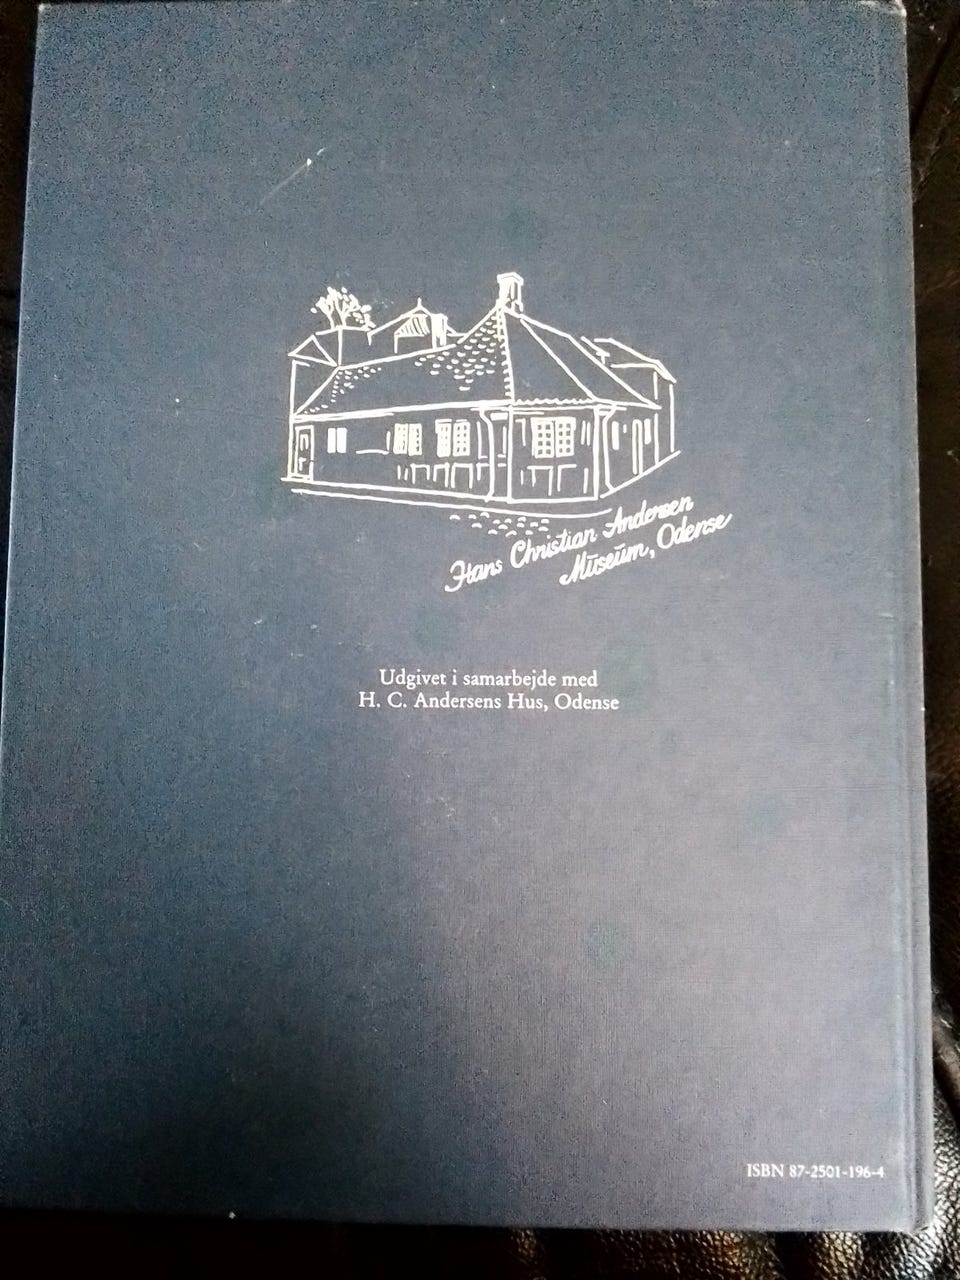 Hans Christian Andersen
Museum, Odense
Udgivet i samarbejde med
H. C. Andersens Hus, Odense
ISBN 87-2501-196-4